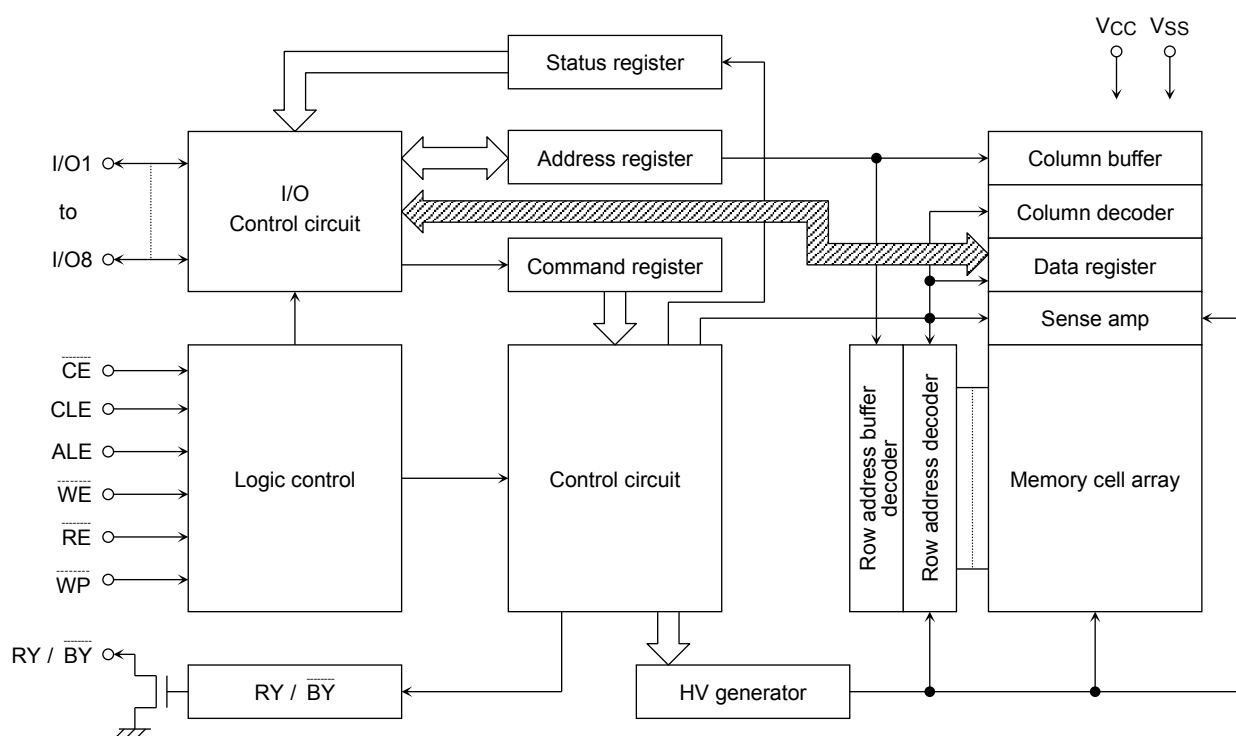 VCC VSS
Status register
I/O1
to
I/O8
I/O
Control circuit
Address register
Command register
Column buffer
Column decoder
Data register
Sense amp
CE
CLE
ALE
WE
RE
WP
Logic control
Control circuit
Row address buffer
decoder
Row address decoder
Memory cell array
RY / BY
RY / BY
HV generator